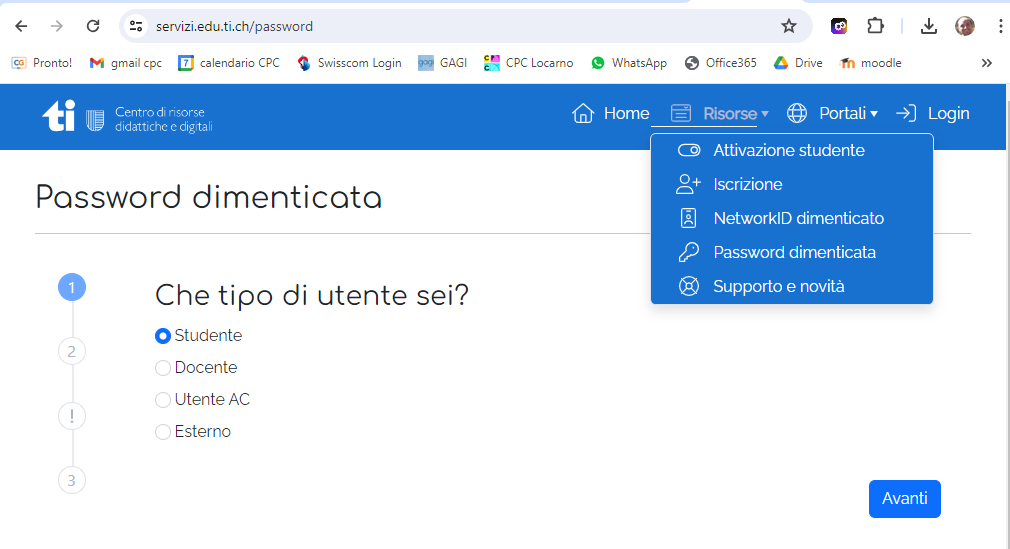 servizi.edu.ti.ch/password
Pronto! gmail cpc calendario CPC Swisscom Login GAGI CPC Locarno WhatsApp Office365 Drive moodle »
ti Centro di risorse
didattiche e digitali
Home Risorse Portali Login
Attivazione studente
Iscrizione
NetworkID dimenticato
Password dimenticata
Supporto e novità
Password dimenticata
1 Che tipo di utente sei?
Studente
2
Docente
Utente AC
!
Esterno
3
Avanti